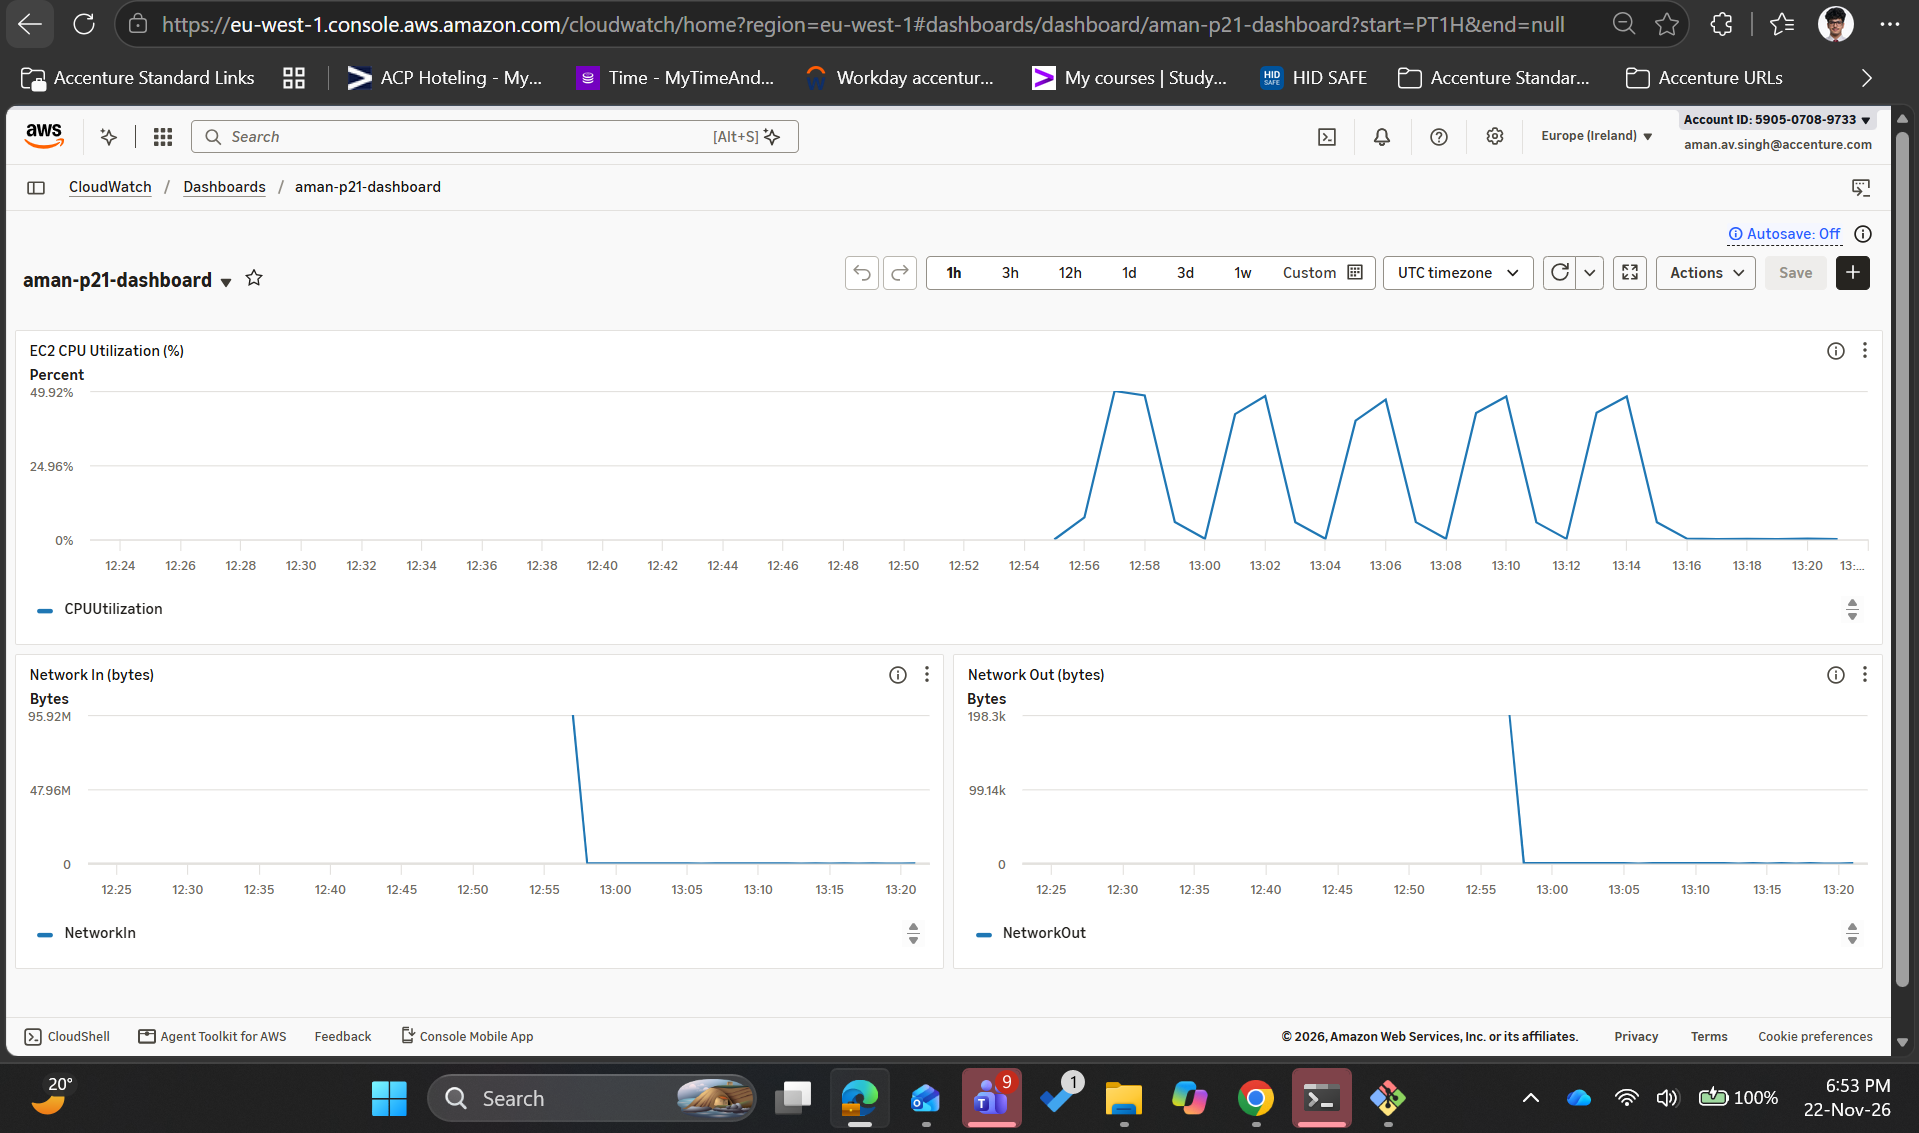 https://eu-west-1.console.aws.amazon.com/cloudwatch/home?region=eu-west-1#dashboards/dashboard/aman-p21-dashboard?start=PT1H&end=null
Accenture Standard Links
ACP Hoteling - My...
Time - MyTimeAnd...
Workday accentur...
My courses | Study...
HID SAFE HID SAFE
Accenture Standar...
Accenture URLs
aws
Search [Alt+S]
Europe (Ireland)
Account ID: 5905-0708-9733
aman.av.singh@accenture.com
CloudWatch / Dashboards / aman-p21-dashboard
Autosave: Off
aman-p21-dashboard
1h 3h 12h 1d 3d 1w Custom
UTC timezone
Actions
Save
EC2 CPU Utilization (%)
Percent
49.92%
24.96%
0%
12:24 12:26 12:28 12:30 12:32 12:34 12:36 12:38 12:40 12:42 12:44 12:46 12:48 12:50 12:52 12:54 12:56 12:58 13:00 13:02 13:04 13:06 13:08 13:10 13:12 13:14 13:16 13:18 13:20 13:...
CPUUtilization
Network In (bytes)
Bytes
95.92M
47.96M
0
12:25 12:30 12:35 12:40 12:45 12:50 12:55 13:00 13:05 13:10 13:15 13:20
NetworkIn
Network Out (bytes)
Bytes
198.3k
99.14k
0
12:25 12:30 12:35 12:40 12:45 12:50 12:55 13:00 13:05 13:10 13:15 13:20
NetworkOut
CloudShell
Agent Toolkit for AWS
Feedback
Console Mobile App
© 2026, Amazon Web Services, Inc. or its affiliates.
Privacy
Terms
Cookie preferences
20°
Search
9
1
100%
6:53 PM
22-Nov-26